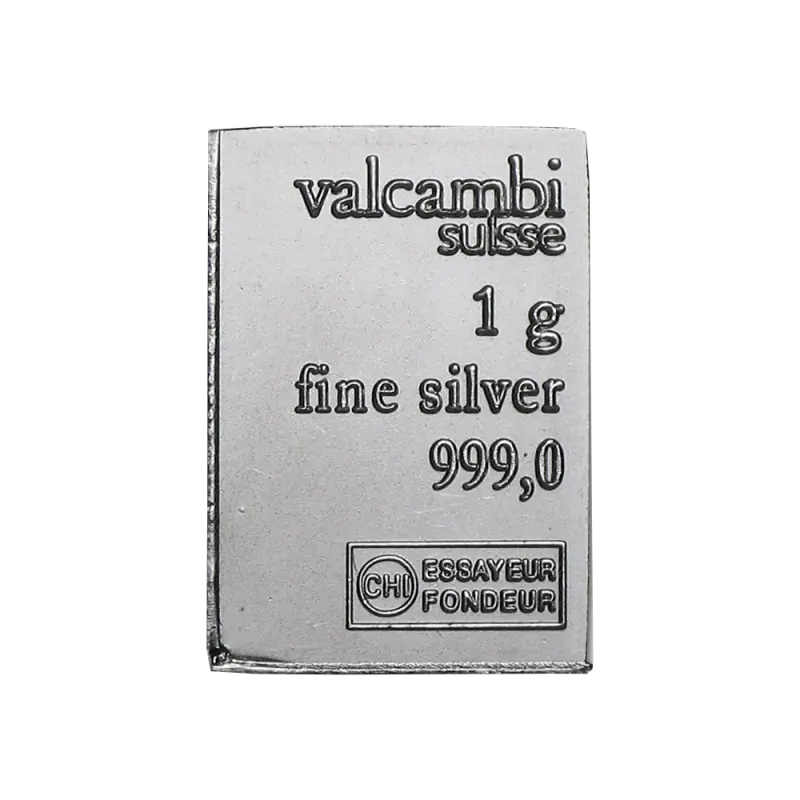 valcambi
suisse
1 g
fine silver
999,0
CHI ESSAYEUR
FONDEUR